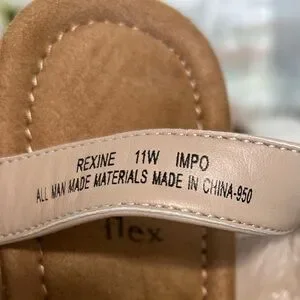 REXINE 11W IMPO
ALL MAN MADE MATERIALS MADE IN CHINA-950
flex